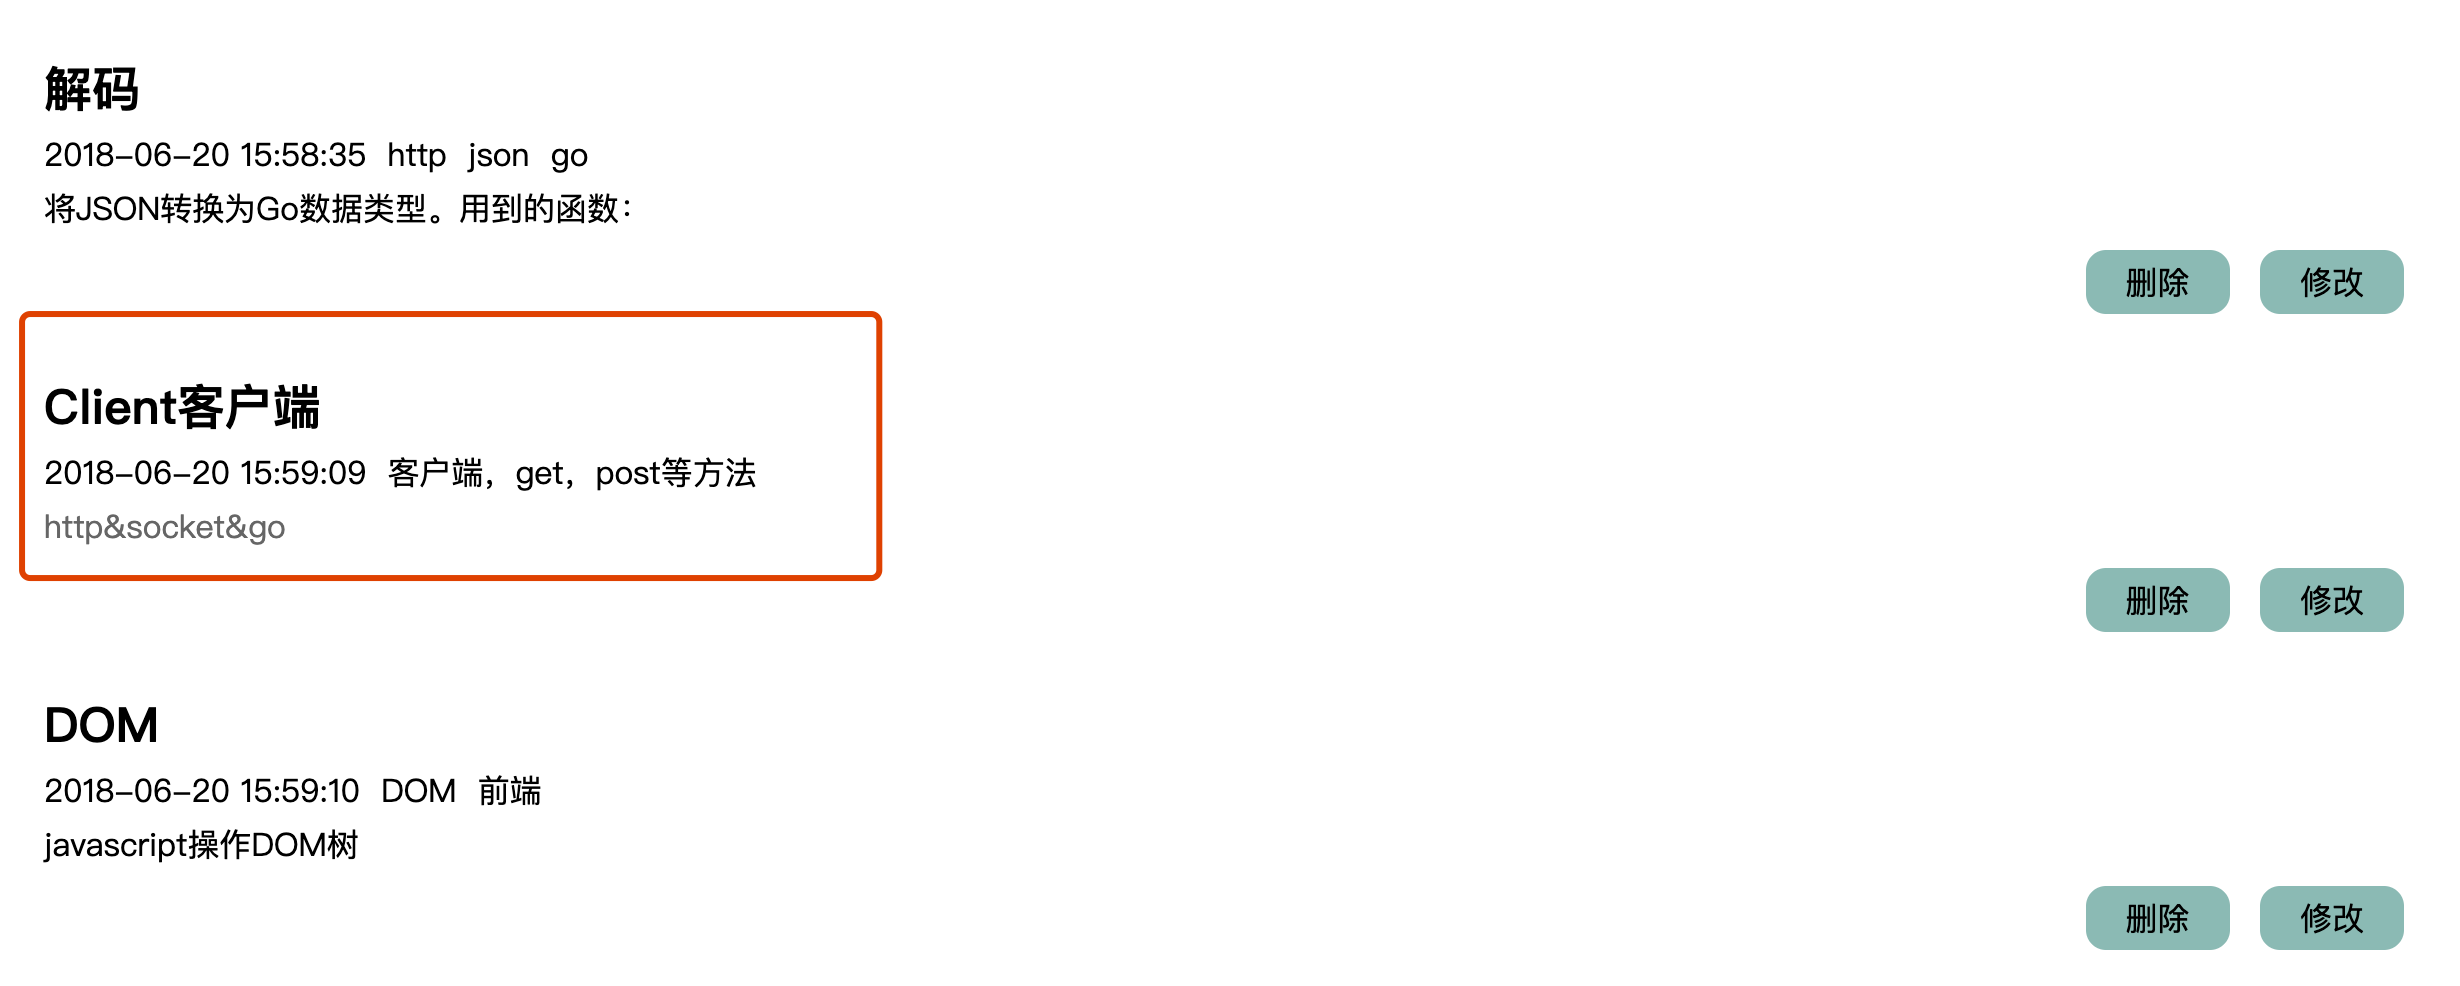 解码
2018-06-20 15:58:35 http json go
将JSON转换为Go数据类型。用到的函数：
删除 修改
Client客户端
2018-06-20 15:59:09 客户端，get，post等方法
http&socket&go
删除 修改
DOM
2018-06-20 15:59:10 DOM 前端
javascript操作DOM树
删除 修改